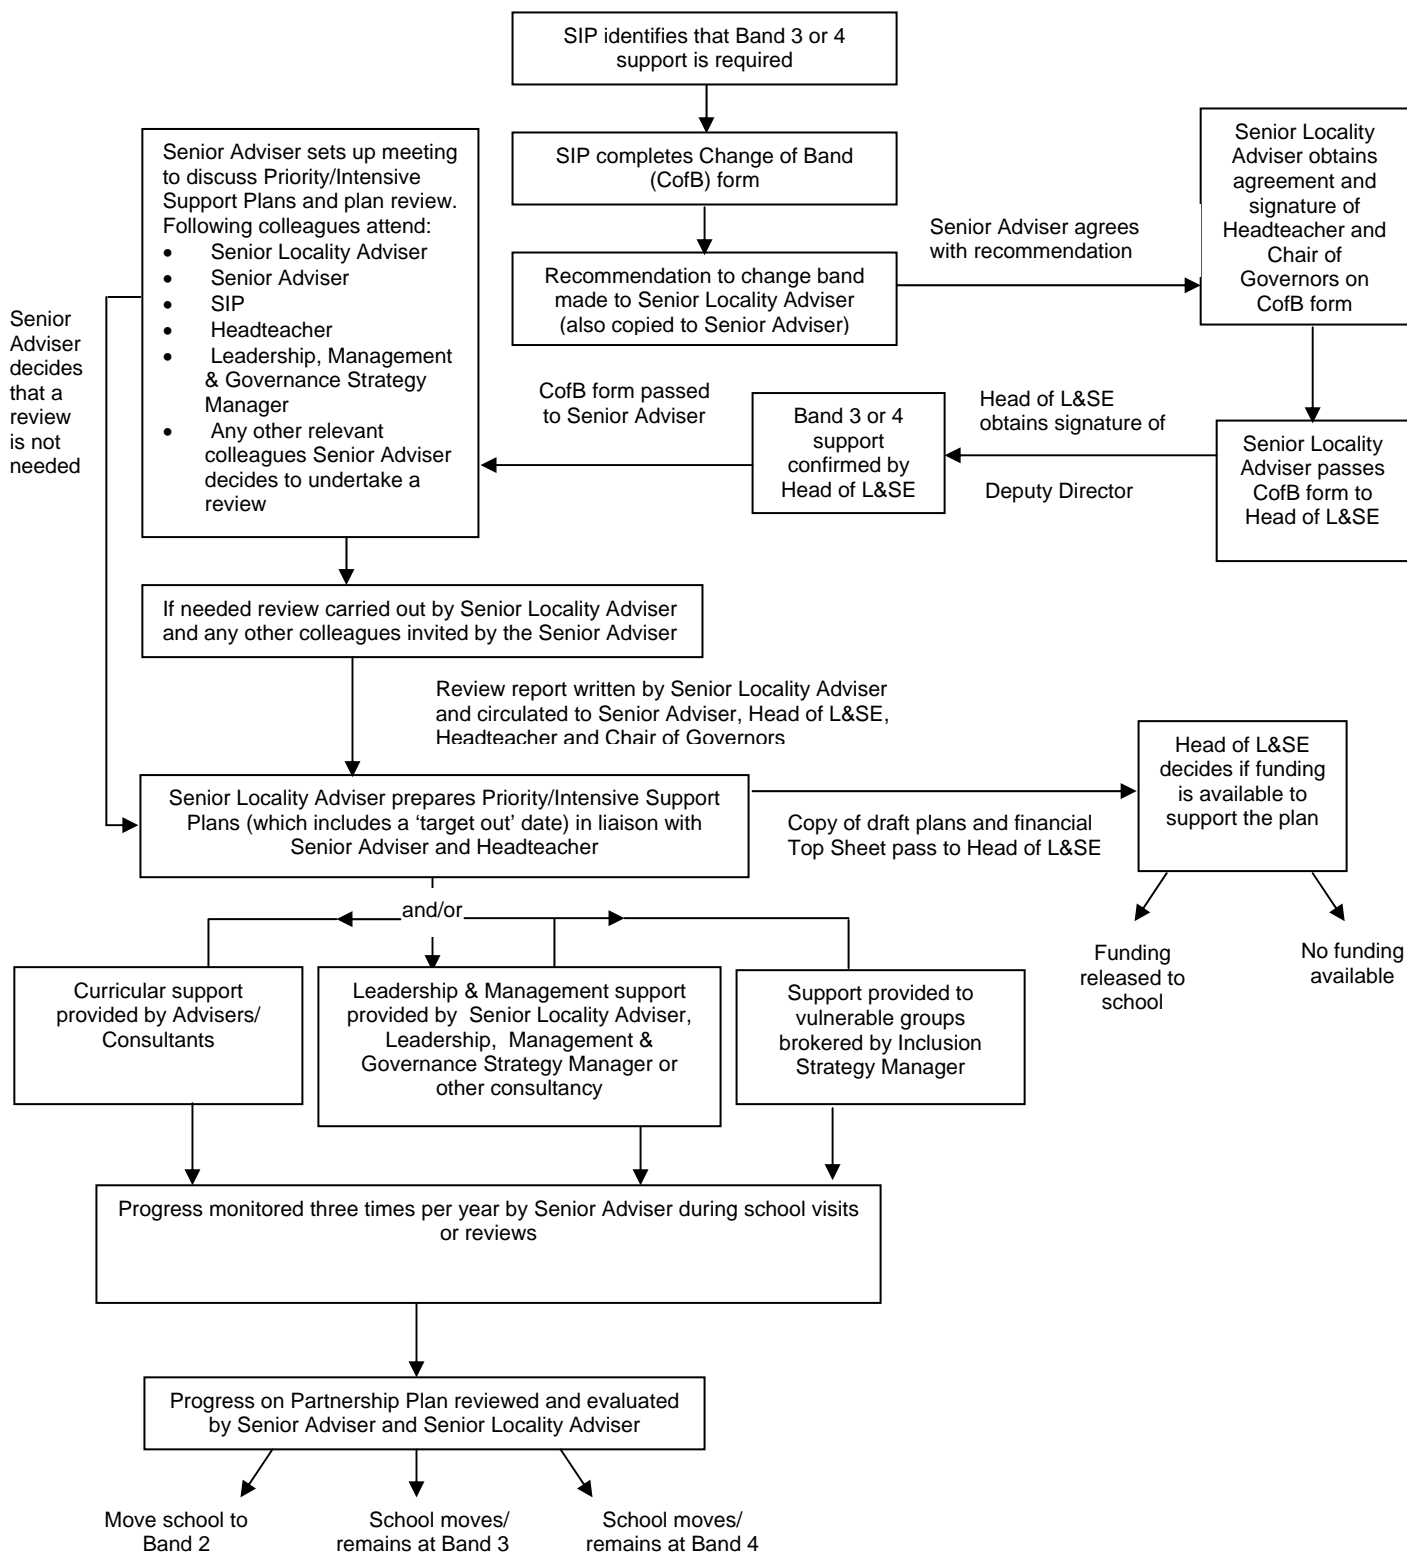 SIP identifies that Band 3 or 4
support is required
SIP completes Change of Band
(CofB) form
Recommendation to change band
made to Senior Locality Adviser
(also copied to Senior Adviser)
Senior Adviser agrees
with recommendation
Senior Locality
Adviser obtains
agreement and
signature of
Headteacher and
Chair of
Governors on
CofB form
Senior Locality
Adviser passes
CofB form to
Head of L&SE
Head of L&SE
obtains signature of
Deputy Director
Band 3 or 4
support
confirmed by
Head of L&SE
CofB form passed
to Senior Adviser
Senior Adviser sets up meeting
to discuss Priority/Intensive
Support Plans and plan review.
Following colleagues attend:
• Senior Locality Adviser
• Senior Adviser
• SIP
• Headteacher
• Leadership, Management
& Governance Strategy
Manager
• Any other relevant
colleagues Senior Adviser
decides to undertake a
review
Senior
Adviser
decides
that a
review
is not
needed
If needed review carried out by Senior Locality Adviser
and any other colleagues invited by the Senior Adviser
Review report written by Senior Locality Adviser
and circulated to Senior Adviser, Head of L&SE,
Headteacher and Chair of Governors
Senior Locality Adviser prepares Priority/Intensive Support
Plans (which includes a ‘target out’ date) in liaison with
Senior Adviser and Headteacher
Copy of draft plans and financial
Top Sheet pass to Head of L&SE
Head of L&SE
decides if funding
is available to
support the plan
Funding
released to
school
No funding
available
and/or
Curricular support
provided by Advisers/
Consultants
Leadership & Management support
provided by Senior Locality Adviser,
Leadership, Management &
Governance Strategy Manager or
other consultancy
Support provided to
vulnerable groups
brokered by Inclusion
Strategy Manager
Progress monitored three times per year by Senior Adviser during school visits
or reviews
Progress on Partnership Plan reviewed and evaluated
by Senior Adviser and Senior Locality Adviser
Move school to
Band 2
School moves/
remains at Band 3
School moves/
remains at Band 4